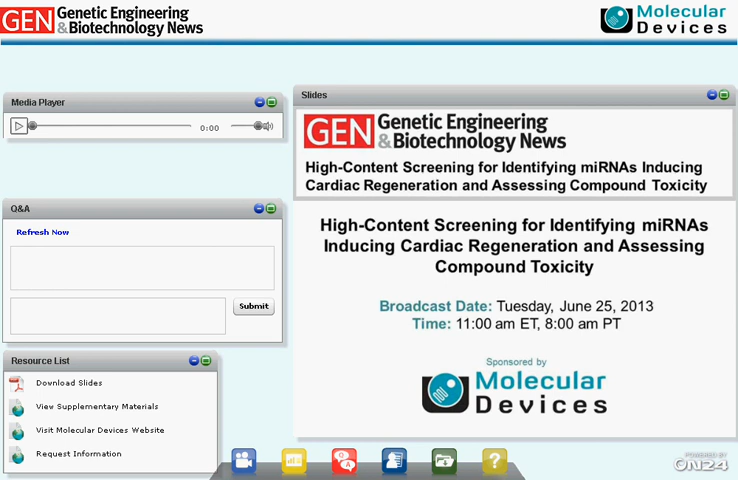 GEN Genetic Engineering
&Biotechnology News
Molecular
Devices
Media Player
0:00
Q&A
Refresh Now
Submit
Resource List
Download Slides
View Supplementary Materials
Visit Molecular Devices Website
Request Information
Slides
GEN Genetic Engineering
&Biotechnology News
High-Content Screening for Identifying miRNAs Inducing
Cardiac Regeneration and Assessing Compound Toxicity
High-Content Screening for Identifying miRNAs
Inducing Cardiac Regeneration and Assessing
Compound Toxicity
Broadcast Date: Tuesday, June 25, 2013
Time: 11:00 am ET, 8:00 am PT
Sponsored by
Molecular
Devices
Q
A
?
POWERED BY
ON24